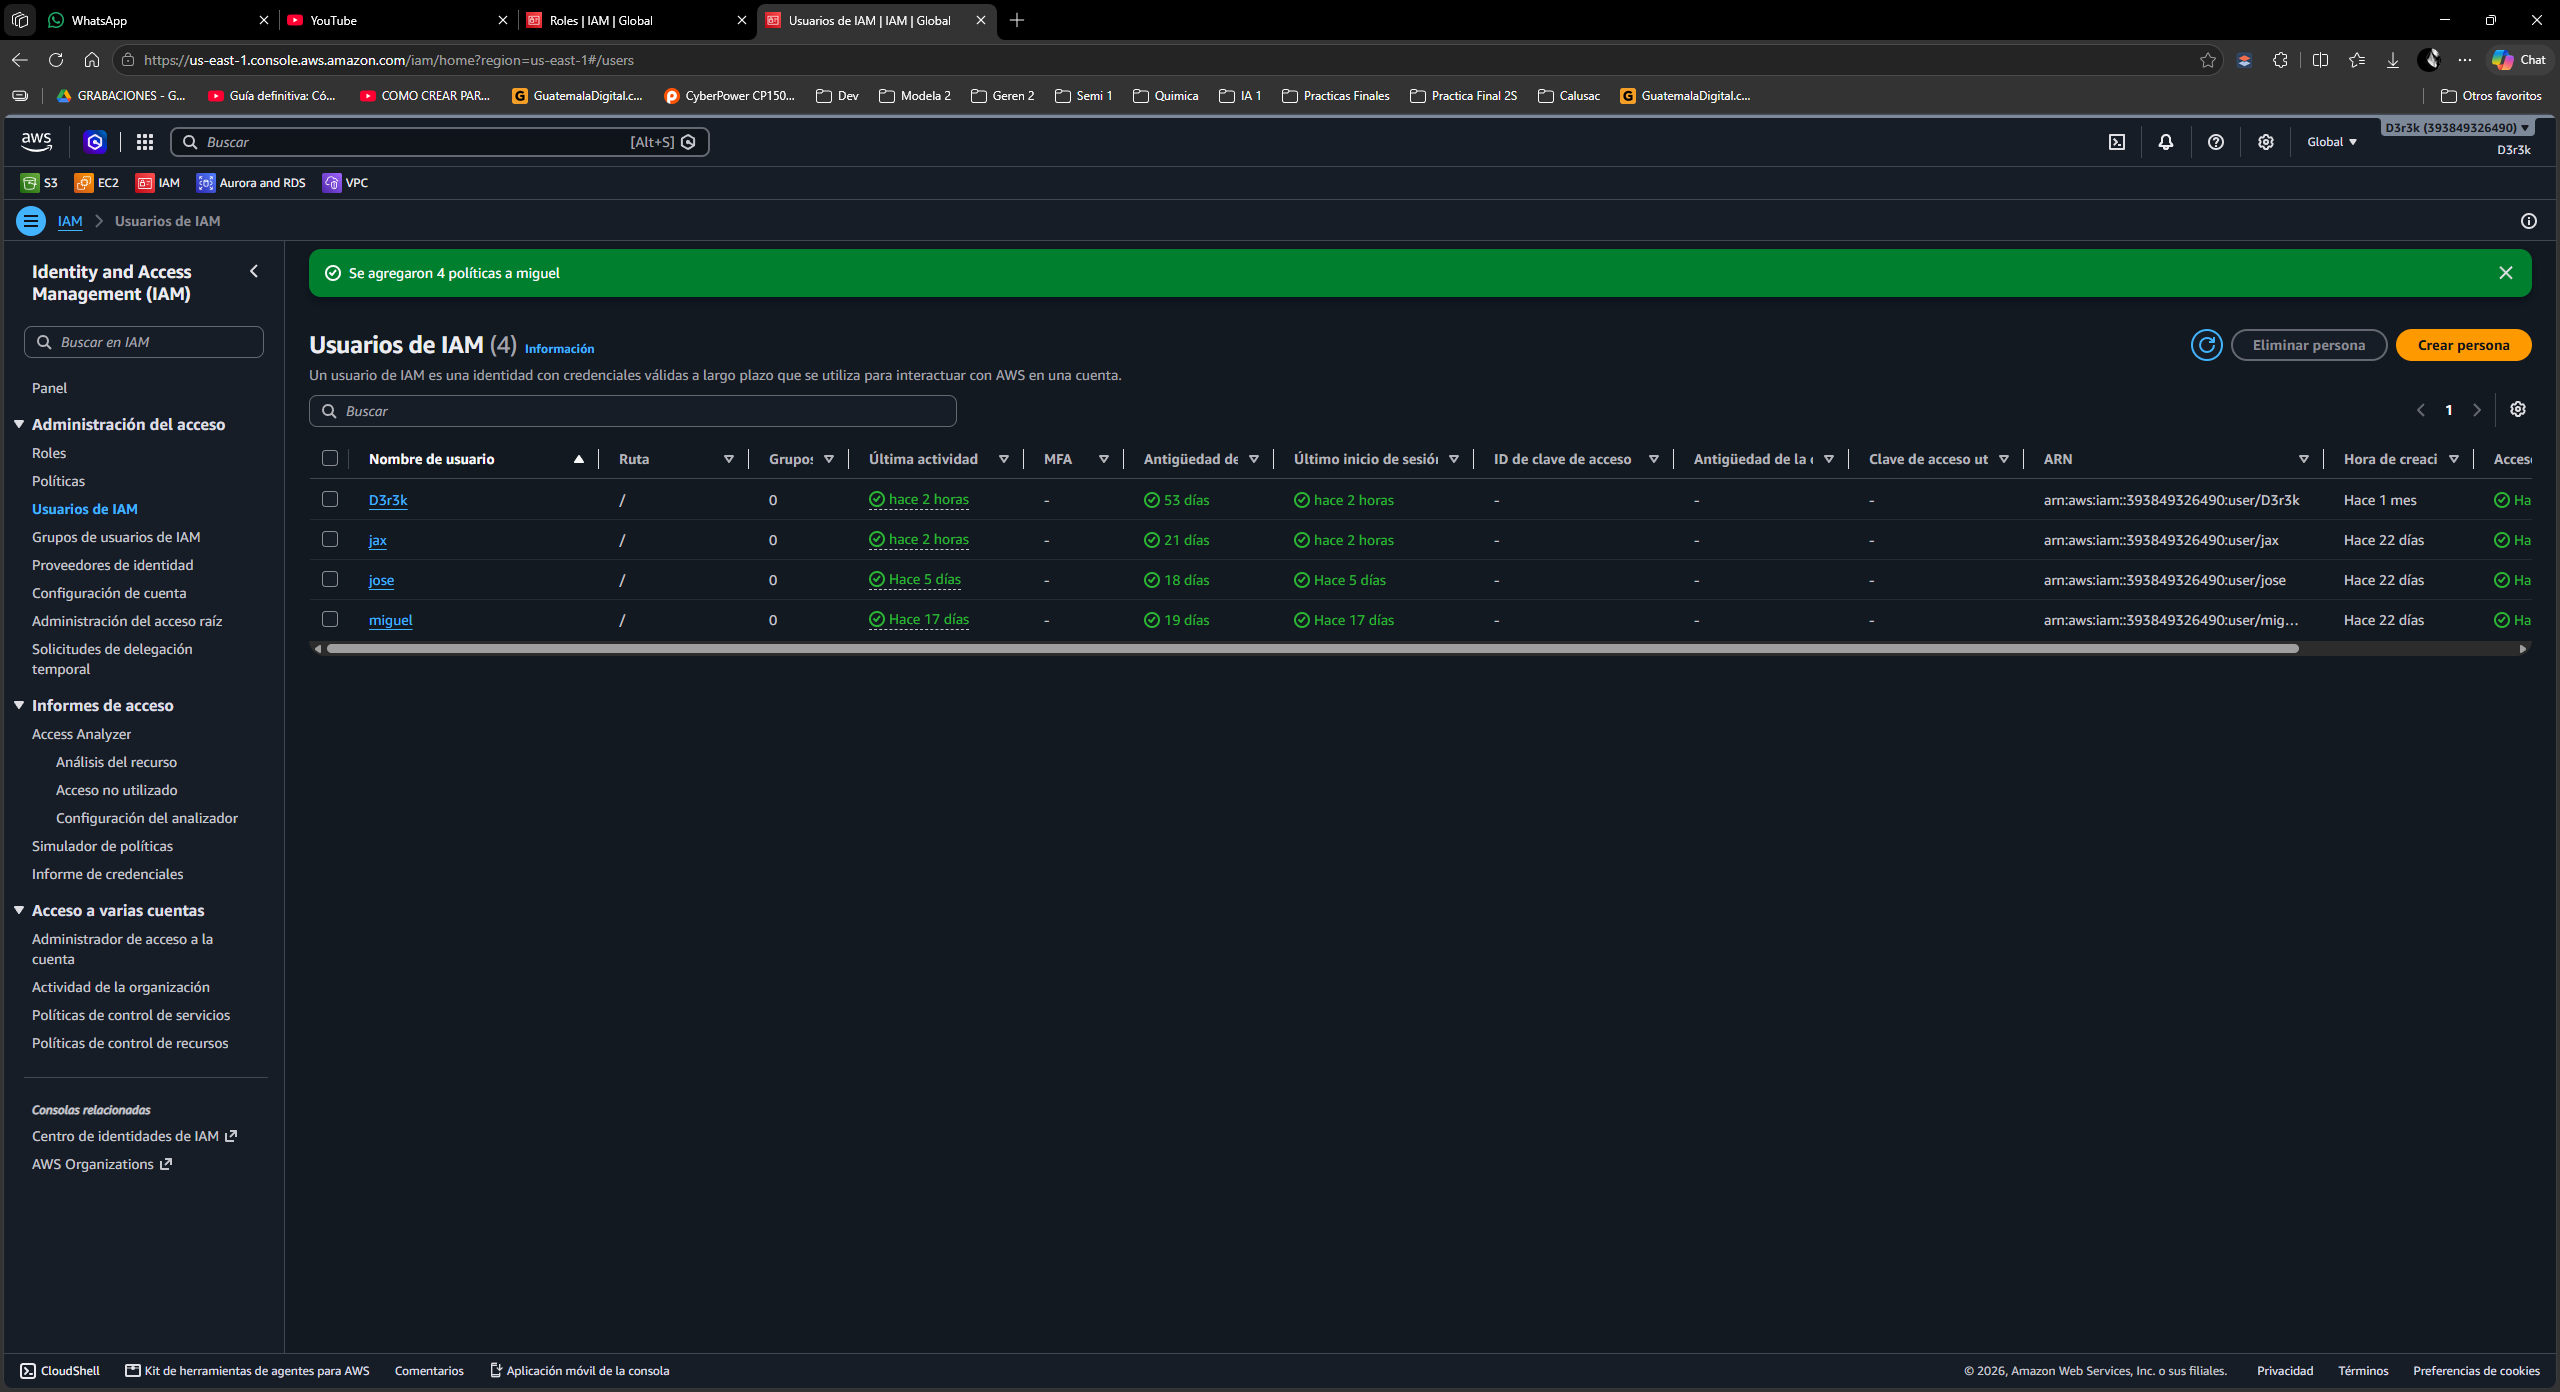 WhatsApp
YouTube
Roles | IAM | Global
Usuarios de IAM | IAM | Global
https://us-east-1.console.aws.amazon.com/iam/home?region=us-east-1#/users
Chat
GRABACIONES - G...
Guía definitiva: Có...
COMO CREAR PAR...
GuatemalaDigital.c...
CyberPower CP150...
Dev
Modela 2
Geren 2
Semi 1
Quimica
IA 1
Practicas Finales
Practica Final 2S
Calusac
GuatemalaDigital.c...
Otros favoritos
aws
Buscar
[Alt+S]
Global
D3r3k (393849326490)
D3r3k
S3
EC2
IAM
Aurora and RDS
VPC
IAM
Usuarios de IAM
Identity and Access
Management (IAM)
Buscar en IAM
Panel
Administración del acceso
Roles
Políticas
Usuarios de IAM
Grupos de usuarios de IAM
Proveedores de identidad
Configuración de cuenta
Administración del acceso raíz
Solicitudes de delegación
temporal
Informes de acceso
Access Analyzer
Análisis del recurso
Acceso no utilizado
Configuración del analizador
Simulador de políticas
Informe de credenciales
Acceso a varias cuentas
Administrador de acceso a la
cuenta
Actividad de la organización
Políticas de control de servicios
Políticas de control de recursos
Consolas relacionadas
Centro de identidades de IAM
AWS Organizations
Se agregaron 4 políticas a miguel
Usuarios de IAM (4) Información
Eliminar persona
Crear persona
Un usuario de IAM es una identidad con credenciales válidas a largo plazo que se utiliza para interactuar con AWS en una cuenta.
Buscar
1
Nombre de usuario Ruta Grupos Última actividad MFA Antigüedad de Último inicio de sesión ID de clave de acceso Antigüedad de la c Clave de acceso ut ARN Hora de creaci Acceso
D3r3k / 0 hace 2 horas - 53 días hace 2 horas - - - arn:aws:iam::393849326490:user/D3r3k Hace 1 mes Ha
jax / 0 hace 2 horas - 21 días hace 2 horas - - - arn:aws:iam::393849326490:user/jax Hace 22 días Ha
jose / 0 Hace 5 días - 18 días Hace 5 días - - - arn:aws:iam::393849326490:user/jose Hace 22 días Ha
miguel / 0 Hace 17 días - 19 días Hace 17 días - - - arn:aws:iam::393849326490:user/mig... Hace 22 días Ha
CloudShell
Kit de herramientas de agentes para AWS
Comentarios
Aplicación móvil de la consola
© 2026, Amazon Web Services, Inc. o sus filiales.
Privacidad
Términos
Preferencias de cookies